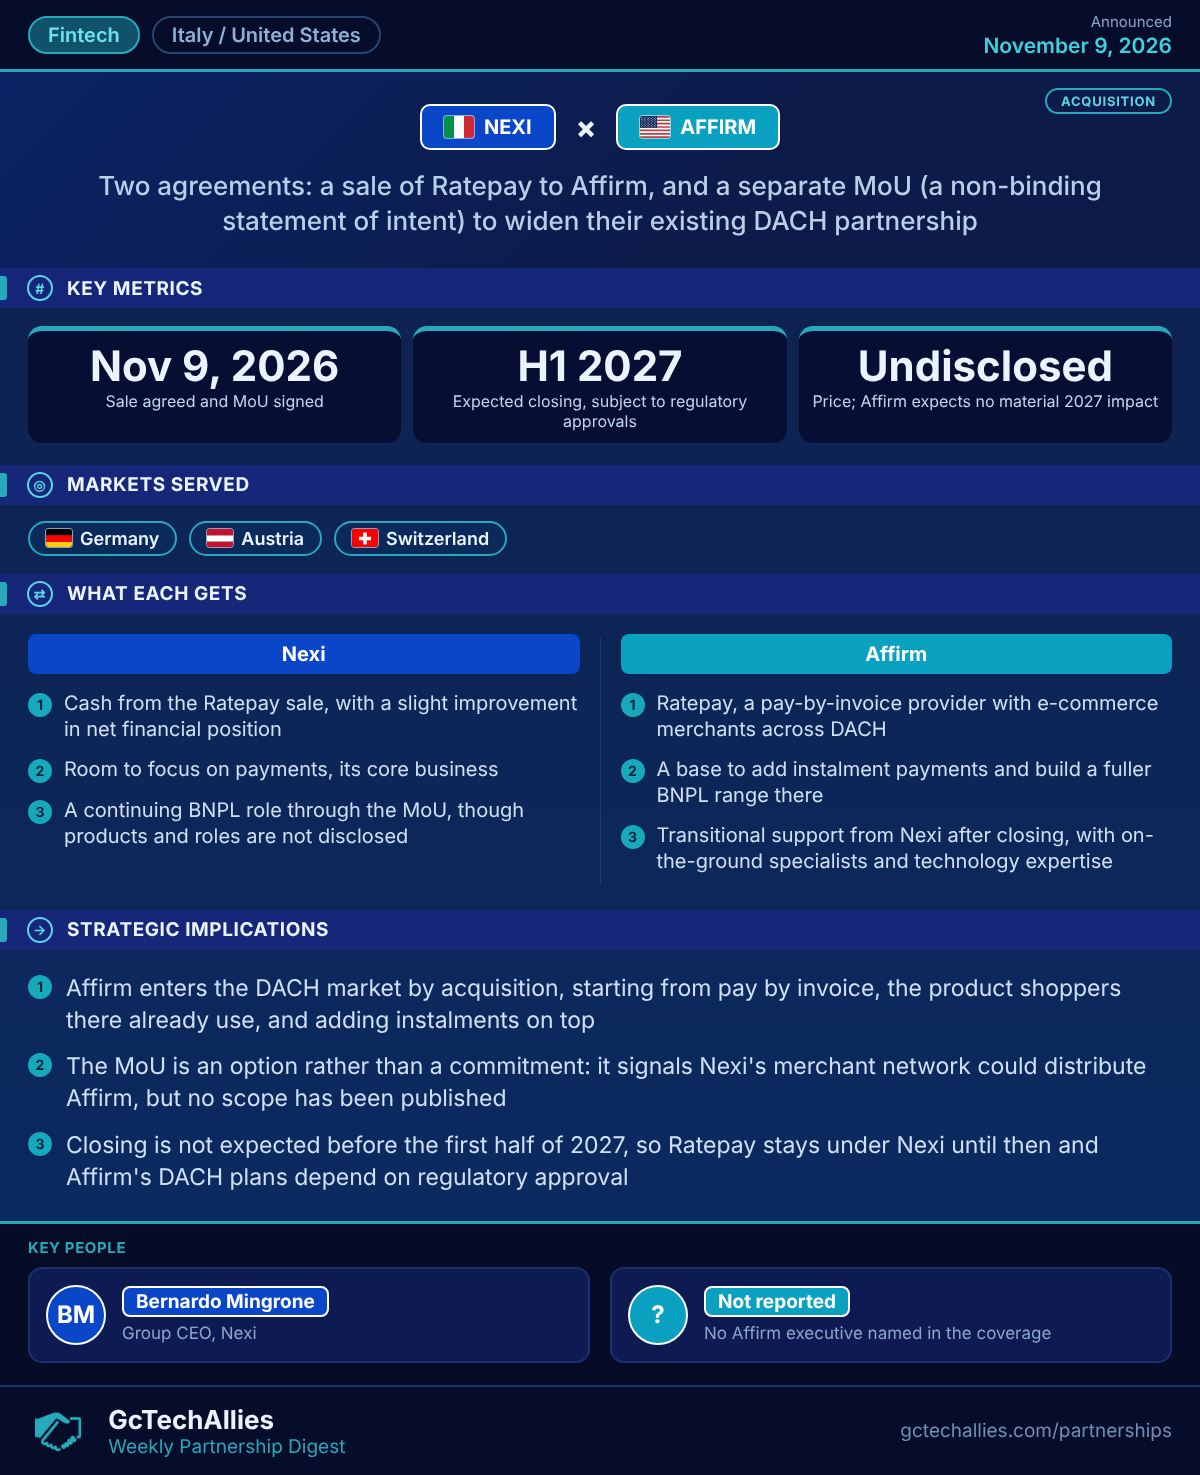 Fintech
Italy / United States
Announced
November 9, 2026
ACQUISITION
NEXI
×
AFFIRM
Two agreements: a sale of Ratepay to Affirm, and a separate MoU (a non-binding
statement of intent) to widen their existing DACH partnership
# KEY METRICS
Nov 9, 2026
Sale agreed and MoU signed
H1 2027
Expected closing, subject to regulatory
approvals
Undisclosed
Price; Affirm expects no material 2027 impact
◎ MARKETS SERVED
Germany
Austria
Switzerland
⇄ WHAT EACH GETS
Nexi
1 Cash from the Ratepay sale, with a slight improvement
in net financial position
2 Room to focus on payments, its core business
3 A continuing BNPL role through the MoU, though
products and roles are not disclosed
Affirm
1 Ratepay, a pay-by-invoice provider with e-commerce
merchants across DACH
2 A base to add instalment payments and build a fuller
BNPL range there
3 Transitional support from Nexi after closing, with on-
the-ground specialists and technology expertise
→ STRATEGIC IMPLICATIONS
1 Affirm enters the DACH market by acquisition, starting from pay by invoice, the product shoppers
there already use, and adding instalments on top
2 The MoU is an option rather than a commitment: it signals Nexi's merchant network could distribute
Affirm, but no scope has been published
3 Closing is not expected before the first half of 2027, so Ratepay stays under Nexi until then and
Affirm's DACH plans depend on regulatory approval
KEY PEOPLE
BM
Bernardo Mingrone
Group CEO, Nexi
?
Not reported
No Affirm executive named in the coverage
GcTechAllies
Weekly Partnership Digest
gctechallies.com/partnerships